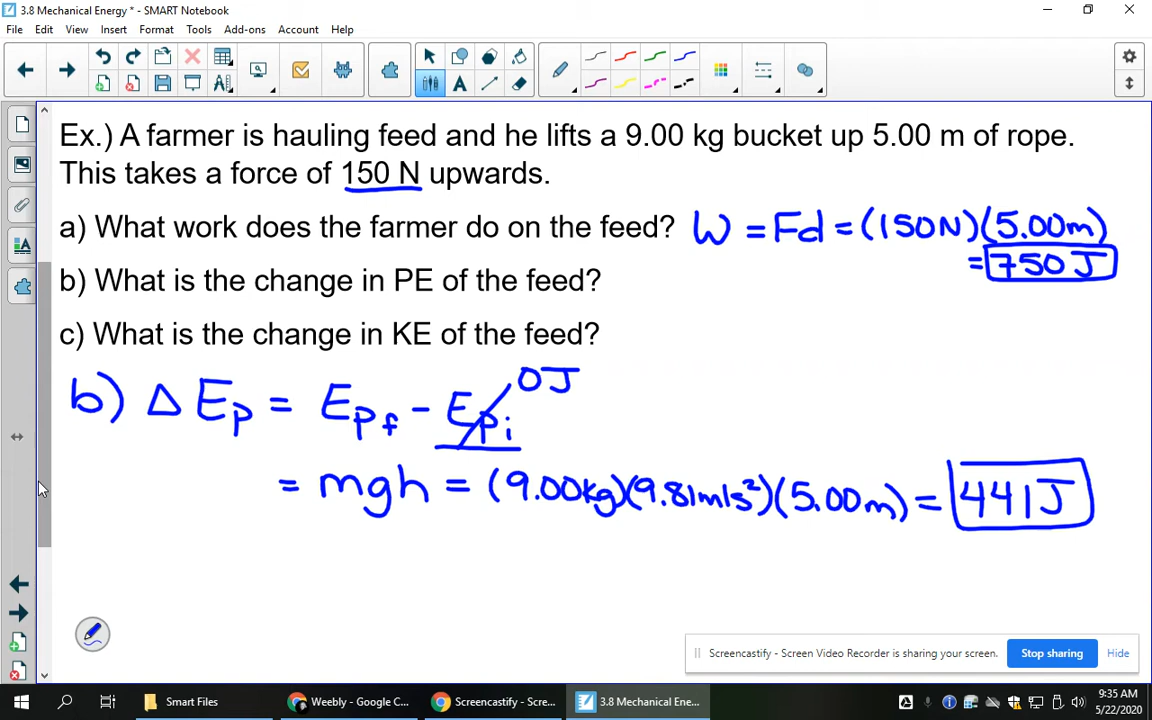 3.8 Mechanical Energy * - SMART Notebook
File Edit View Insert Format Tools Add-ons Account Help
Ex.) A farmer is hauling feed and he lifts a 9.00 kg bucket up 5.00 m of rope.
This takes a force of 150 N upwards.
a) What work does the farmer do on the feed? W = Fd = (150N)(5.00m)
= 750 J
b) What is the change in PE of the feed?
c) What is the change in KE of the feed?
0J
b) Δ Ep = Epf - Epi
= mgh = (9.00kg)(9.81m/s²)(5.00m) = 441J
Screencastify - Screen Video Recorder is sharing your screen. Stop sharing Hide
Smart Files Weebly - Google C... Screencastify - Scre... 3.8 Mechanical Ene...
9:35 AM
5/22/2020